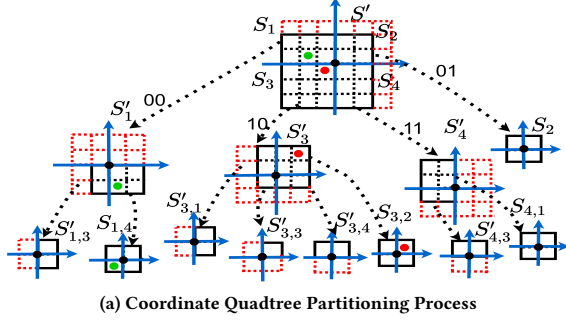 S₁ S′ S₂
S₃ S₄ 01
00
S′₁ 10 S′₃ 11 S′₄ S₂
S′₁,₃ S₁,₄ S′₃,₁ S′₃,₃ S′₃,₄ S₃,₂ S′₄,₃ S₄,₁
(a) Coordinate Quadtree Partitioning Process